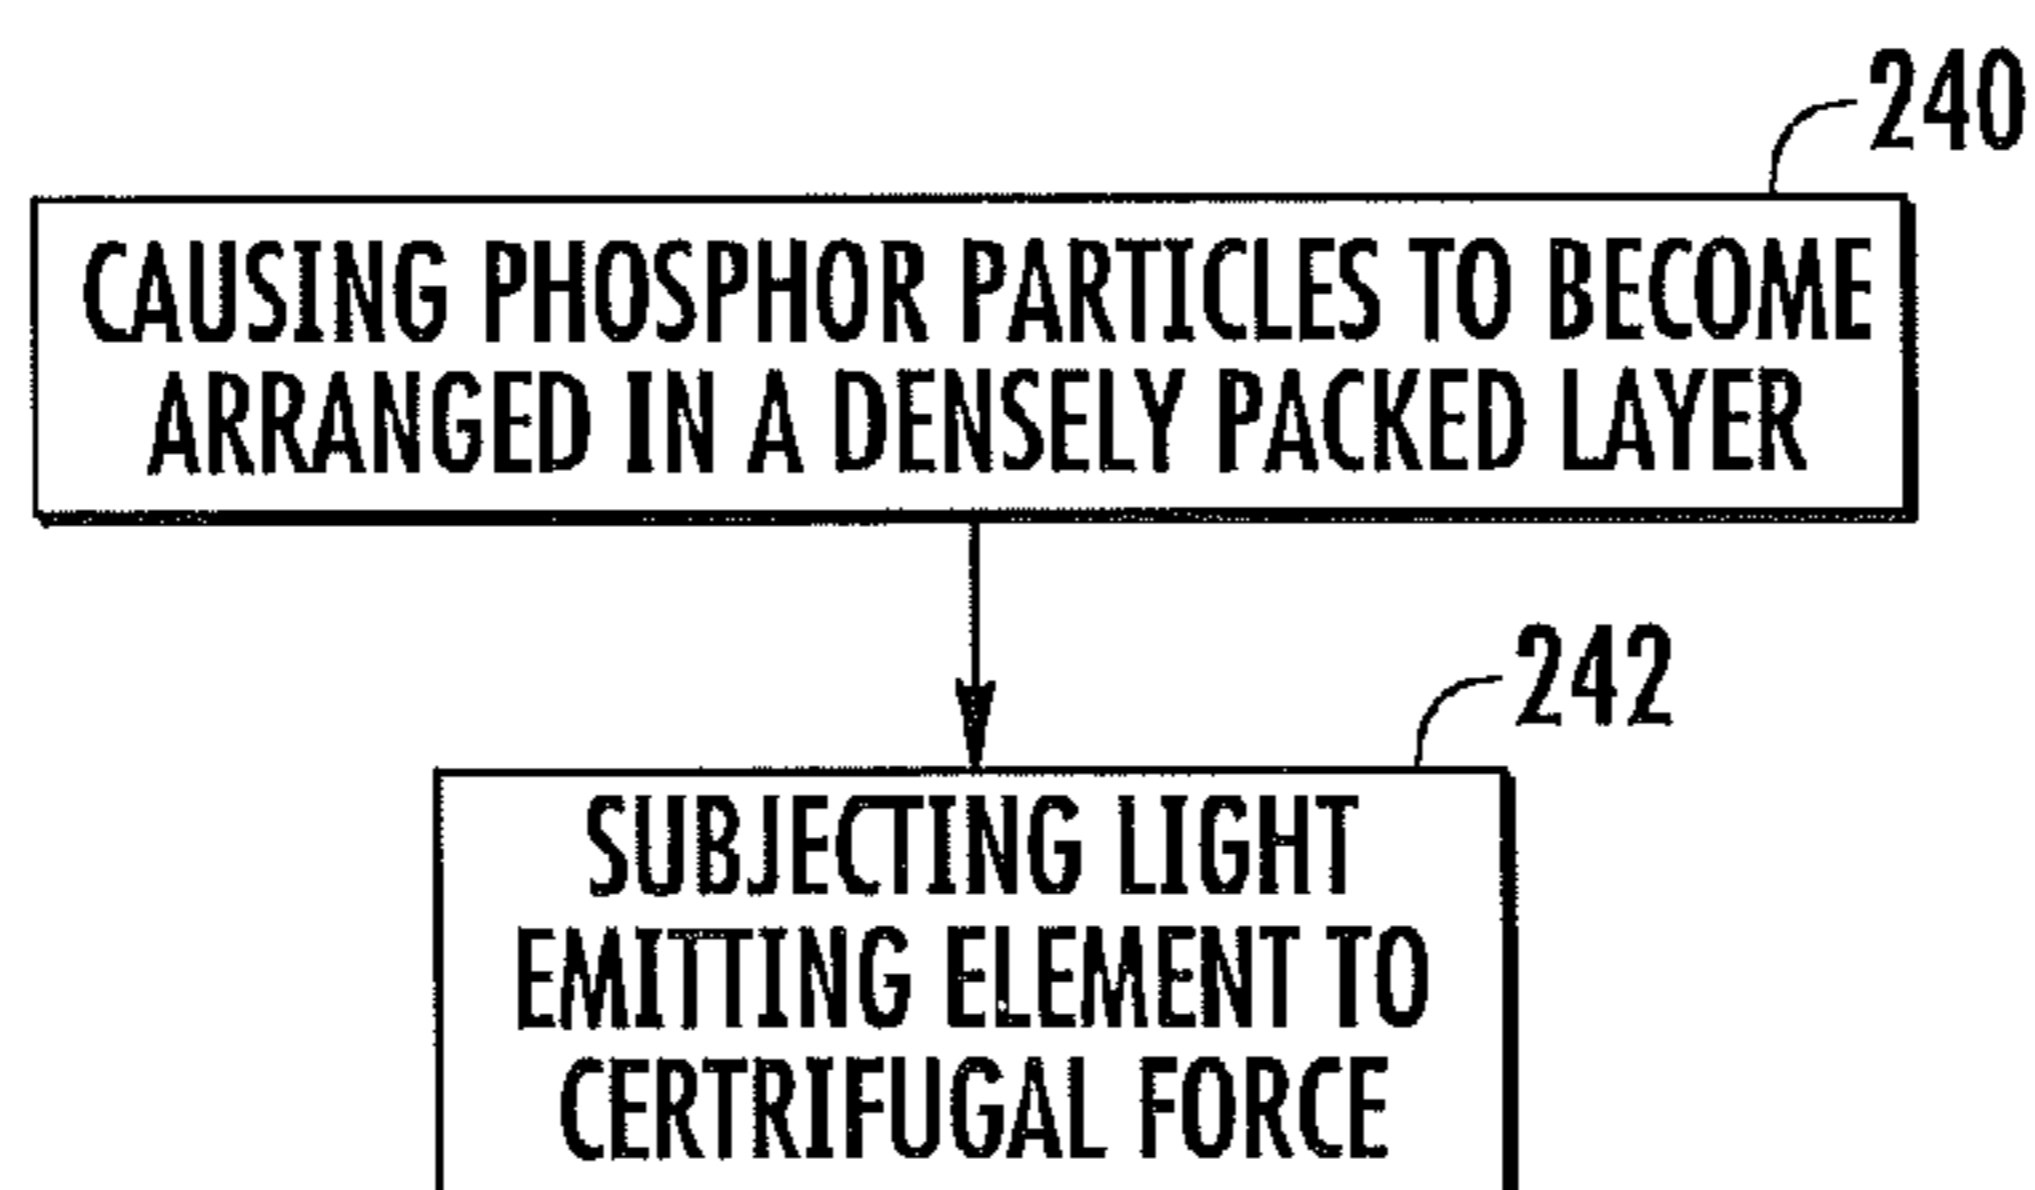 240
CAUSING PHOSPHOR PARTICLES TO BECOME
ARRANGED IN A DENSELY PACKED LAYER
242
SUBJECTING LIGHT
EMITTING ELEMENT TO
CERTRIFUGAL FORCE